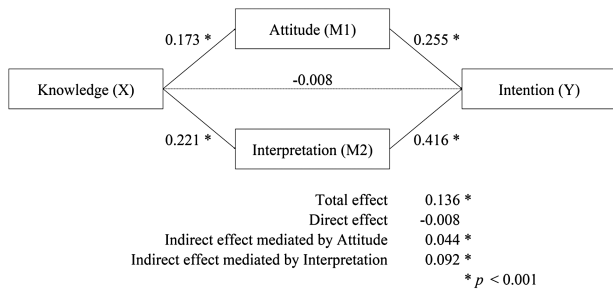 Attitude (M1)
0.173 *
0.255 *
Knowledge (X)
-0.008
Intention (Y)
0.221 *
0.416 *
Interpretation (M2)
Total effect 0.136 *
Direct effect -0.008
Indirect effect mediated by Attitude 0.044 *
Indirect effect mediated by Interpretation 0.092 *
* p < 0.001